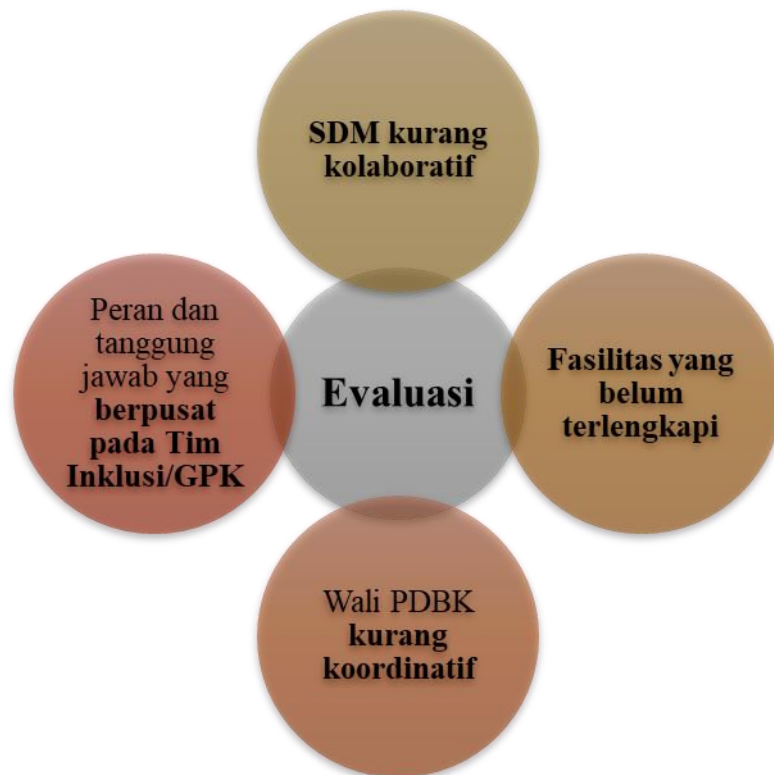 SDM kurang
kolaboratif
Peran dan
tanggung
jawab yang
berpusat
pada Tim
Inklusi/GPK
Evaluasi
Fasilitas yang
belum
terlengkapi
Wali PDBK
kurang
koordinatif